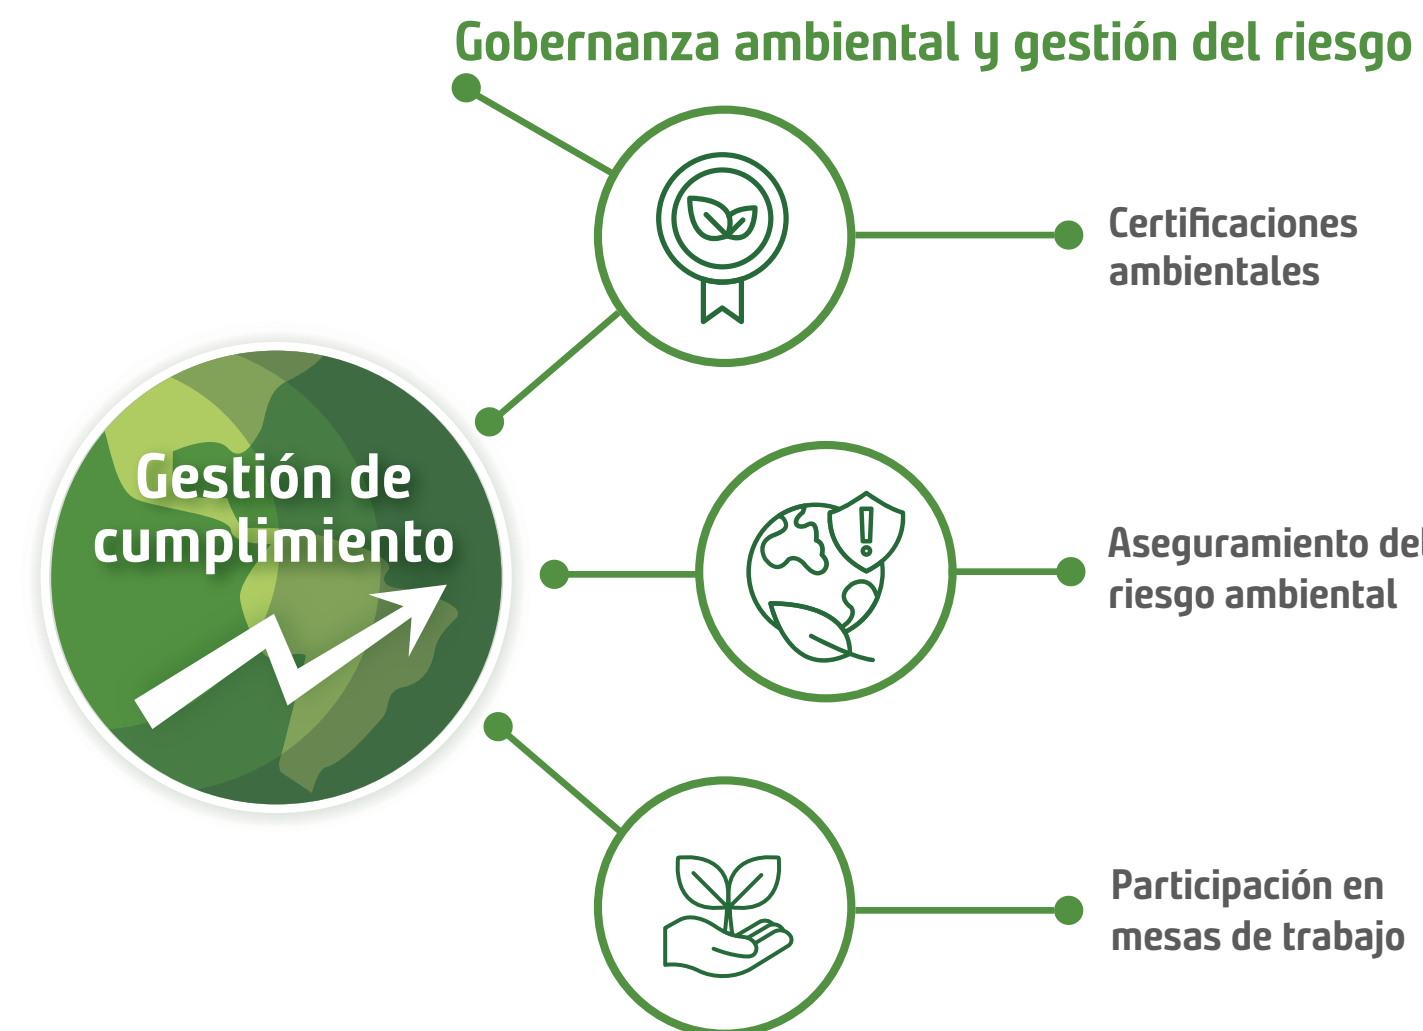 Gobernanza ambiental y gestión del riesgo
Certificaciones
ambientales
Gestión de
cumplimiento
Aseguramiento del
riesgo ambiental
Participación en
mesas de trabajo